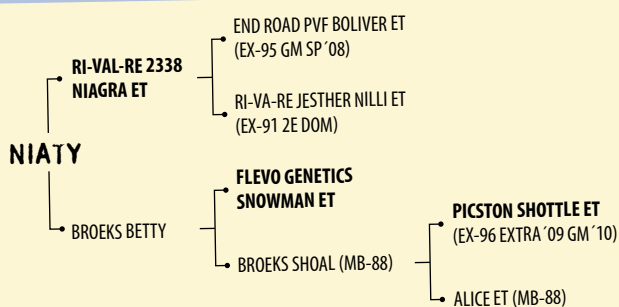 END ROAD PVF BOLIVER ET
(EX-95 GM SP ´08)
RI-VAL-RE 2338
NIAGRA ET
RI-VA-RE JESTHER NILLI ET
(EX-91 2E DOM)
NIATY
FLEVO GENETICS
SNOWMAN ET
BROEKS BETTY
PICSTON SHOTTLE ET
(EX-96 EXTRA ´09 GM ´10)
BROEKS SHOAL (MB-88)
ALICE ET (MB-88)